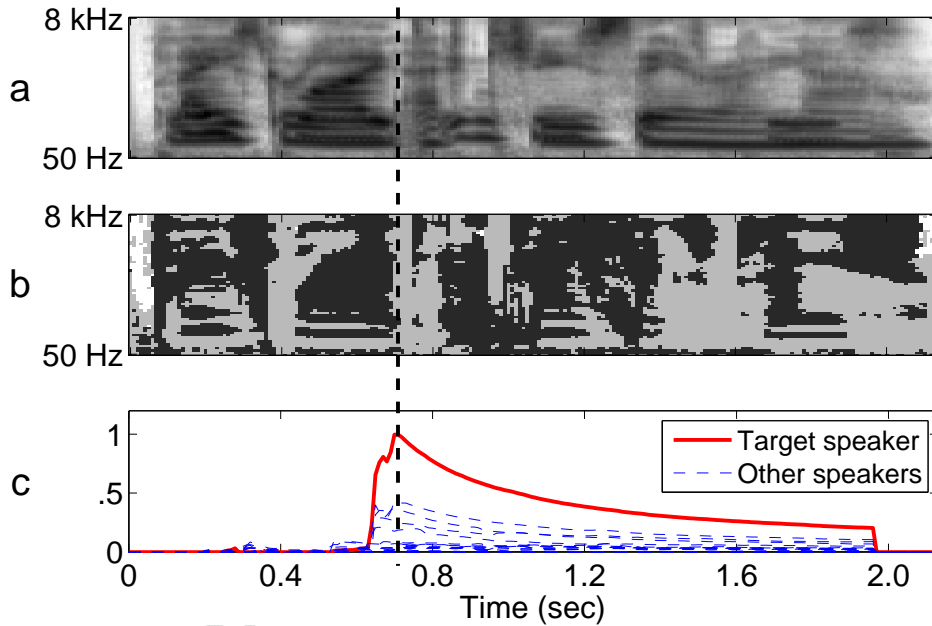 8 kHz
a
50 Hz
8 kHz
b
50 Hz
c
1
.5
0
Target speaker
Other speakers
0 0.4 0.8 1.2 1.6 2.0
Time (sec)